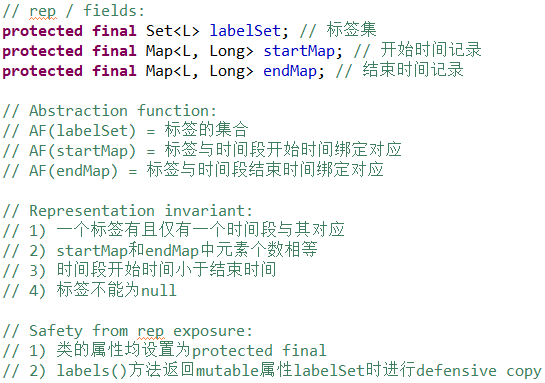 // rep / fields:
protected final Set<L> labelSet; // 标签集
protected final Map<L, Long> startMap; // 开始时间记录
protected final Map<L, Long> endMap; // 结束时间记录
// Abstraction function:
// AF(labelSet) = 标签的集合
// AF(startMap) = 标签与时间段开始时间绑定对应
// AF(endMap) = 标签与时间段结束时间绑定对应
// Representation invariant:
// 1) 一个标签有且仅有一个时间段与其对应
// 2) startMap和endMap中元素个数相等
// 3) 时间段开始时间小于结束时间
// 4) 标签不能为null
// Safety from rep exposure:
// 1) 类的属性均设置为protected final
// 2) labels()方法返回mutable属性labelSet时进行defensive copy